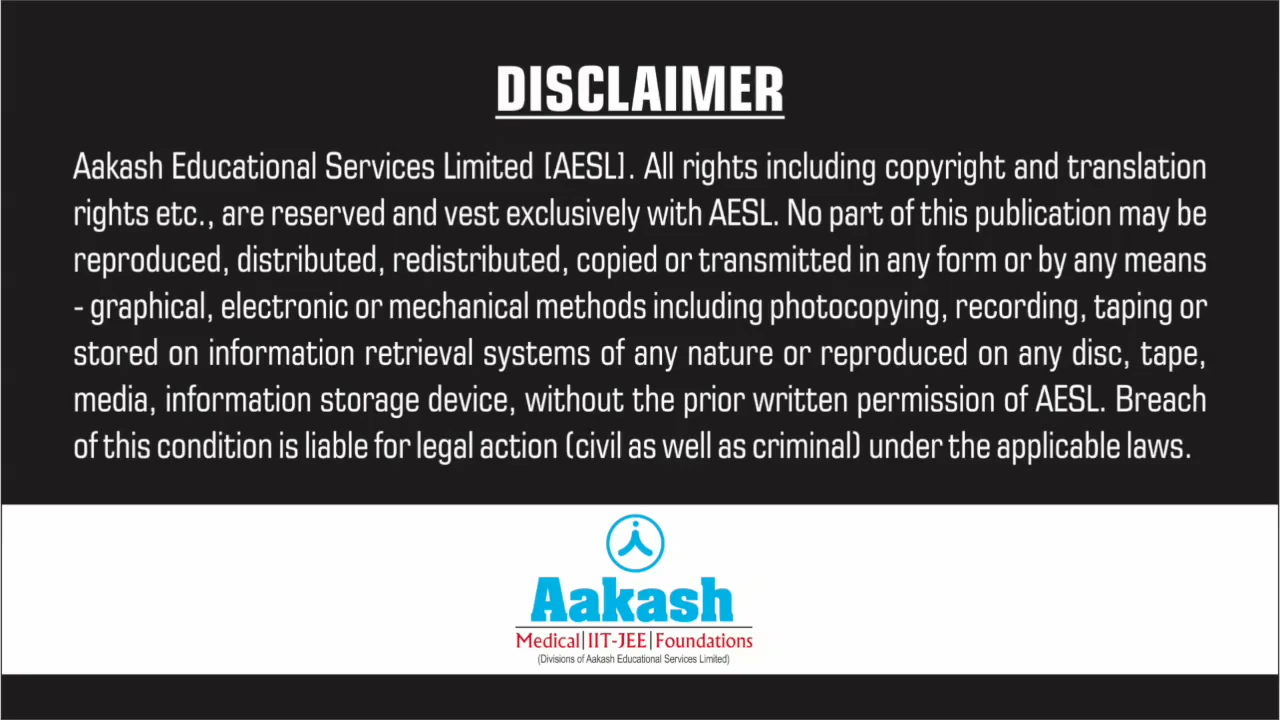 DISCLAIMER
Aakash Educational Services Limited [AESL]. All rights including copyright and translation
rights etc., are reserved and vest exclusively with AESL. No part of this publication may be
reproduced, distributed, redistributed, copied or transmitted in any form or by any means
- graphical, electronic or mechanical methods including photocopying, recording, taping or
stored on information retrieval systems of any nature or reproduced on any disc, tape,
media, information storage device, without the prior written permission of AESL. Breach
of this condition is liable for legal action (civil as well as criminal) under the applicable laws.
Aakash
Medical|IIT-JEE|Foundations
(Divisions of Aakash Educational Services Limited)